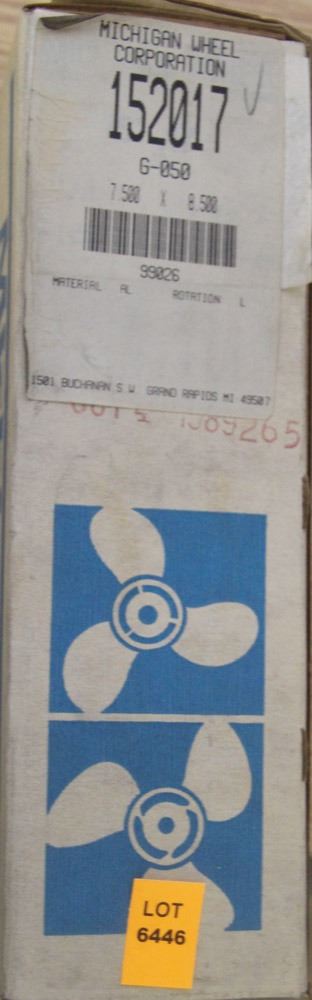 MICHIGAN WHEEL
CORPORATION
152017
G-050
7.500 X 8.500
99026
MATERIAL AL ROTATION L
1501 BUCHANAN S W GRAND RAPIDS MI 49507
1389265
LOT
6446